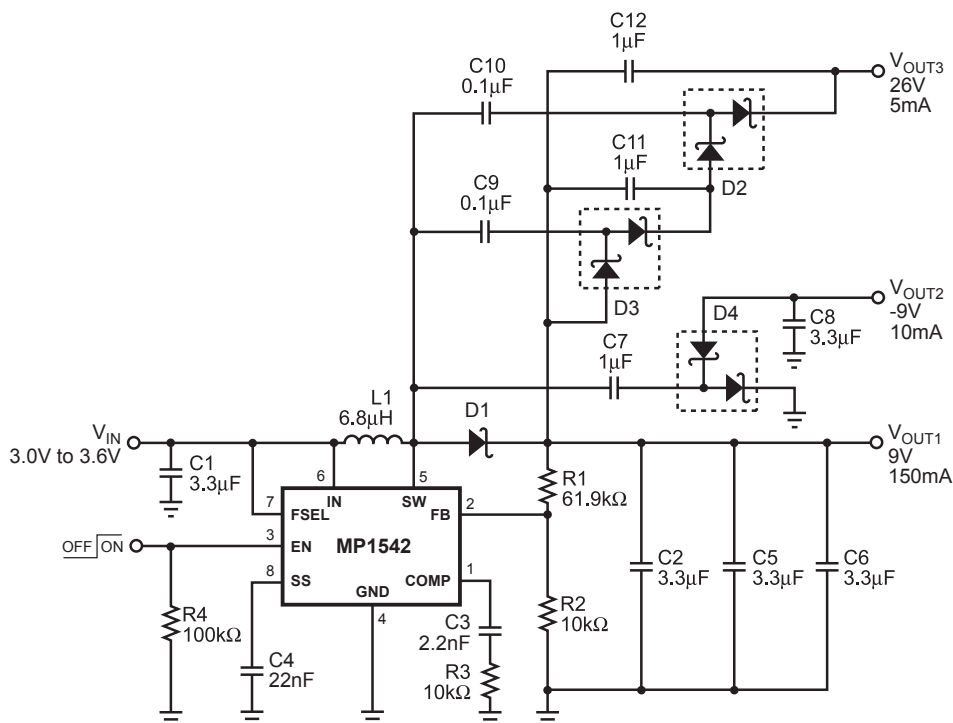 C12
1µF
VOUT3
26V
5mA
C10
0.1µF
C11
1µF
D2
C9
0.1µF
D3
VOUT2
-9V
10mA
D4
C8
3.3µF
C7
1µF
L1
6.8µH
D1
VIN
3.0V to 3.6V
VOUT1
9V
150mA
C1
3.3µF
6
5
IN
SW
7
FSEL
FB
2
R1
61.9kΩ
OFF ON
3
EN
MP1542
8
SS
COMP
1
GND
4
R4
100kΩ
C4
22nF
C3
2.2nF
R3
10kΩ
R2
10kΩ
C2
3.3µF
C5
3.3µF
C6
3.3µF